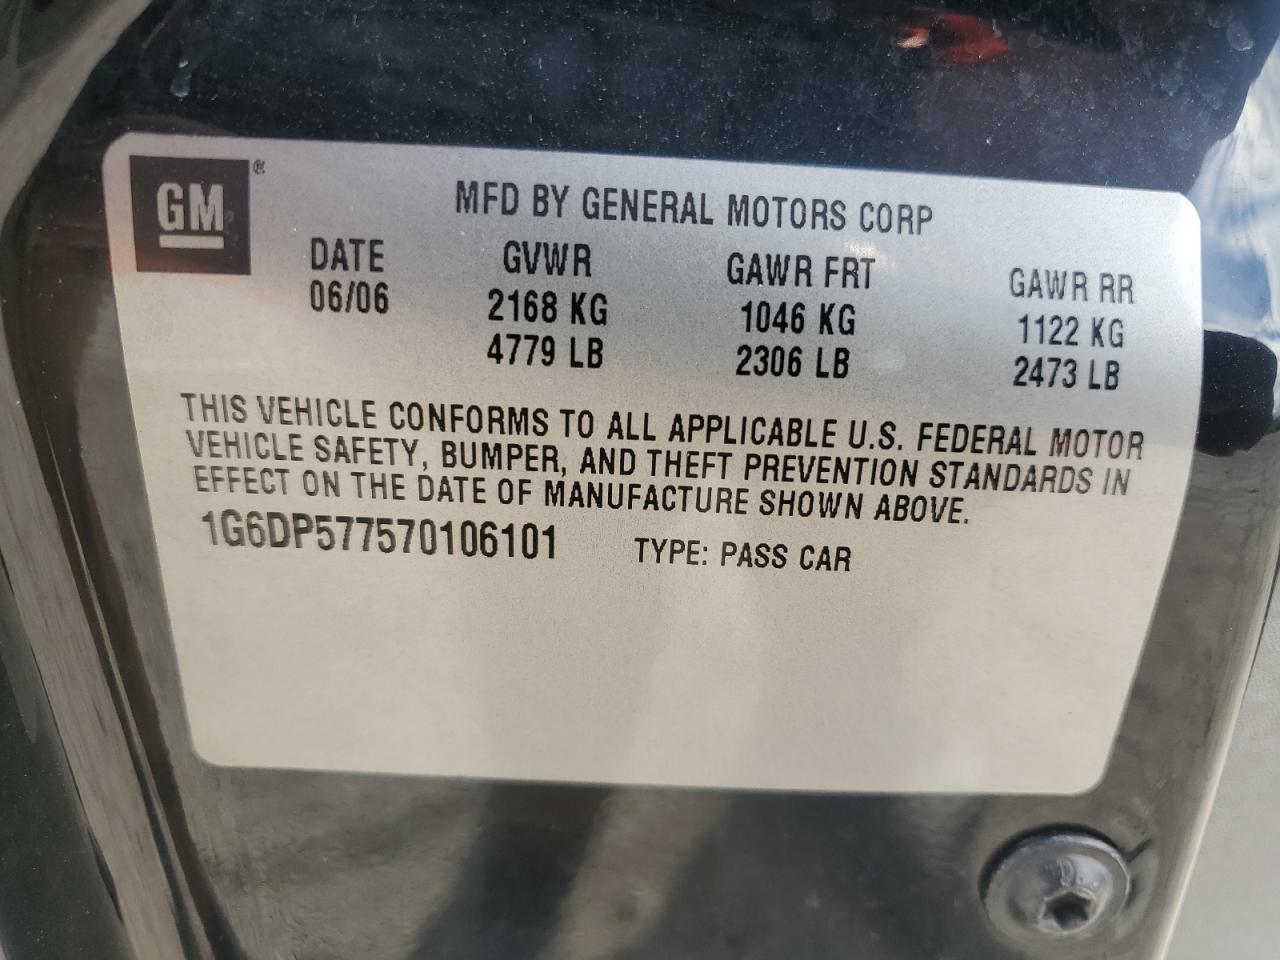 GM®
MFD BY GENERAL MOTORS CORP
DATE GVWR GAWR FRT GAWR RR
06/06 2168 KG 1046 KG 1122 KG
4779 LB 2306 LB 2473 LB
THIS VEHICLE CONFORMS TO ALL APPLICABLE U.S. FEDERAL MOTOR
VEHICLE SAFETY, BUMPER, AND THEFT PREVENTION STANDARDS IN
EFFECT ON THE DATE OF MANUFACTURE SHOWN ABOVE.
1G6DP577570106101 TYPE: PASS CAR